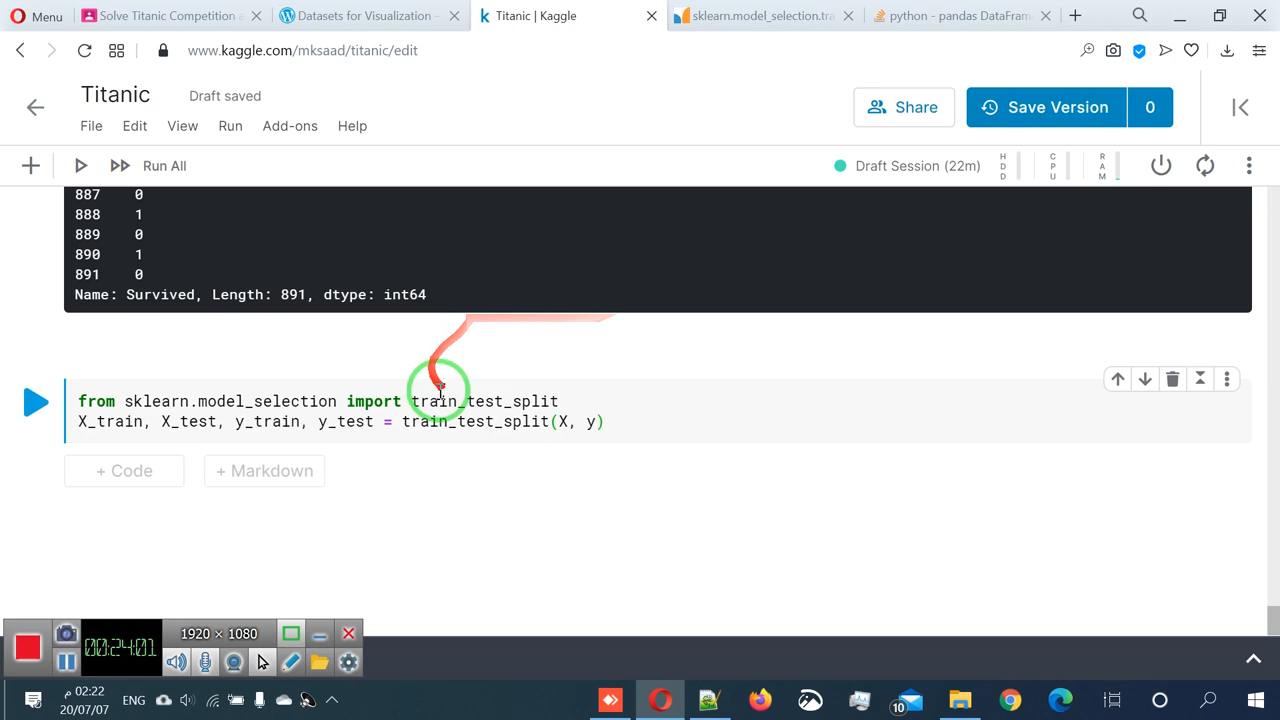 Menu
Solve Titanic Competition a
Datasets for Visualization –
Titanic | Kaggle
sklearn.model_selection.tra
python - pandas DataFram
www.kaggle.com/mksaad/titanic/edit
Titanic
Draft saved
Share
Save Version
0
File
Edit
View
Run
Add-ons
Help
Run All
Draft Session (22m)
HDD
CPU
RAM
887 0
888 1
889 0
890 1
891 0
Name: Survived, Length: 891, dtype: int64
from sklearn.model_selection import train_test_split
X_train, X_test, y_train, y_test = train_test_split(X, y)
+ Code
+ Markdown
00:24:01
1920 × 1080
ENG
02:22 م
20/07/07
10